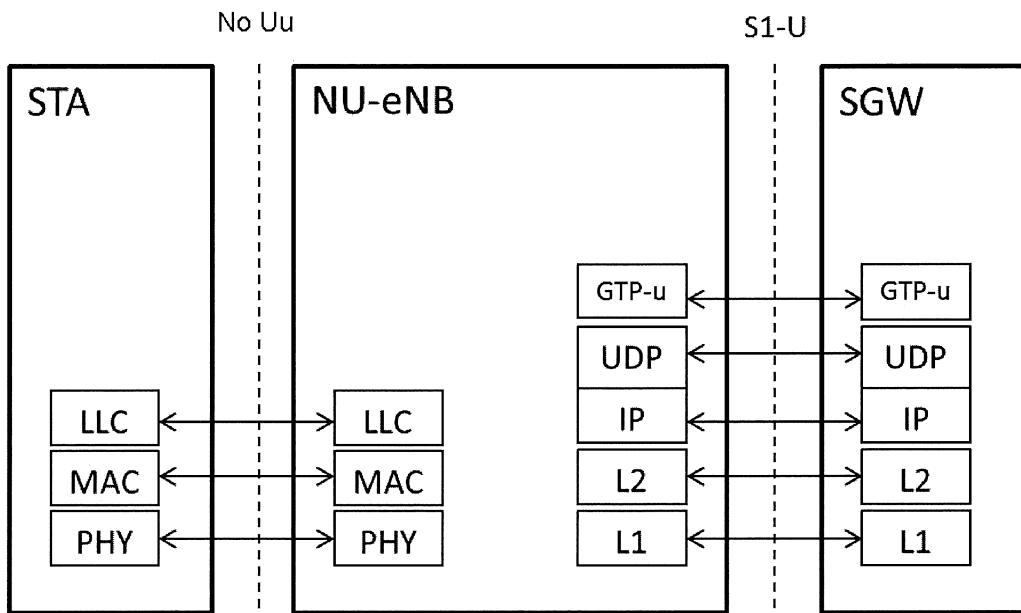 No Uu
S1-U
STA
NU-eNB
SGW
GTP-u
GTP-u
UDP
UDP
LLC
LLC
IP
IP
MAC
MAC
L2
L2
PHY
PHY
L1
L1